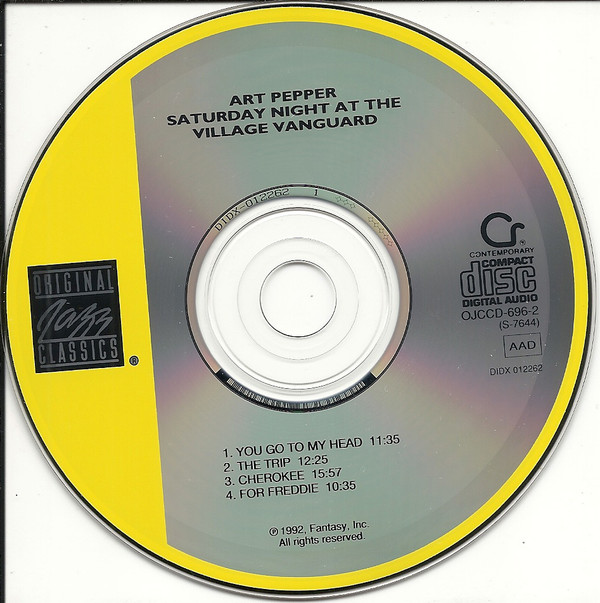 ART PEPPER
SATURDAY NIGHT AT THE
VILLAGE VANGUARD
DIDX-012262 1
Cr®
CONTEMPORARY
COMPACT
disc
DIGITAL AUDIO
OJCCD-696-2
(S-7644)
AAD
DIDX 012262
ORIGINAL
Jazz
CLASSICS®
1. YOU GO TO MY HEAD 11:35
2. THE TRIP 12:25
3. CHEROKEE 15:57
4. FOR FREDDIE 10:35
℗ 1992, Fantasy, Inc.
All rights reserved.